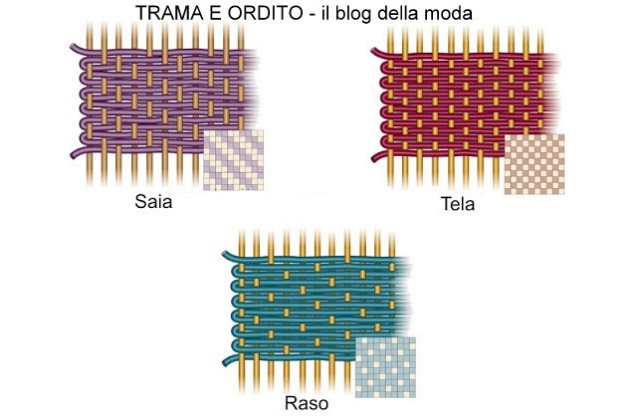 TRAMA E ORDITO - il blog della moda
Saia
Tela
Raso